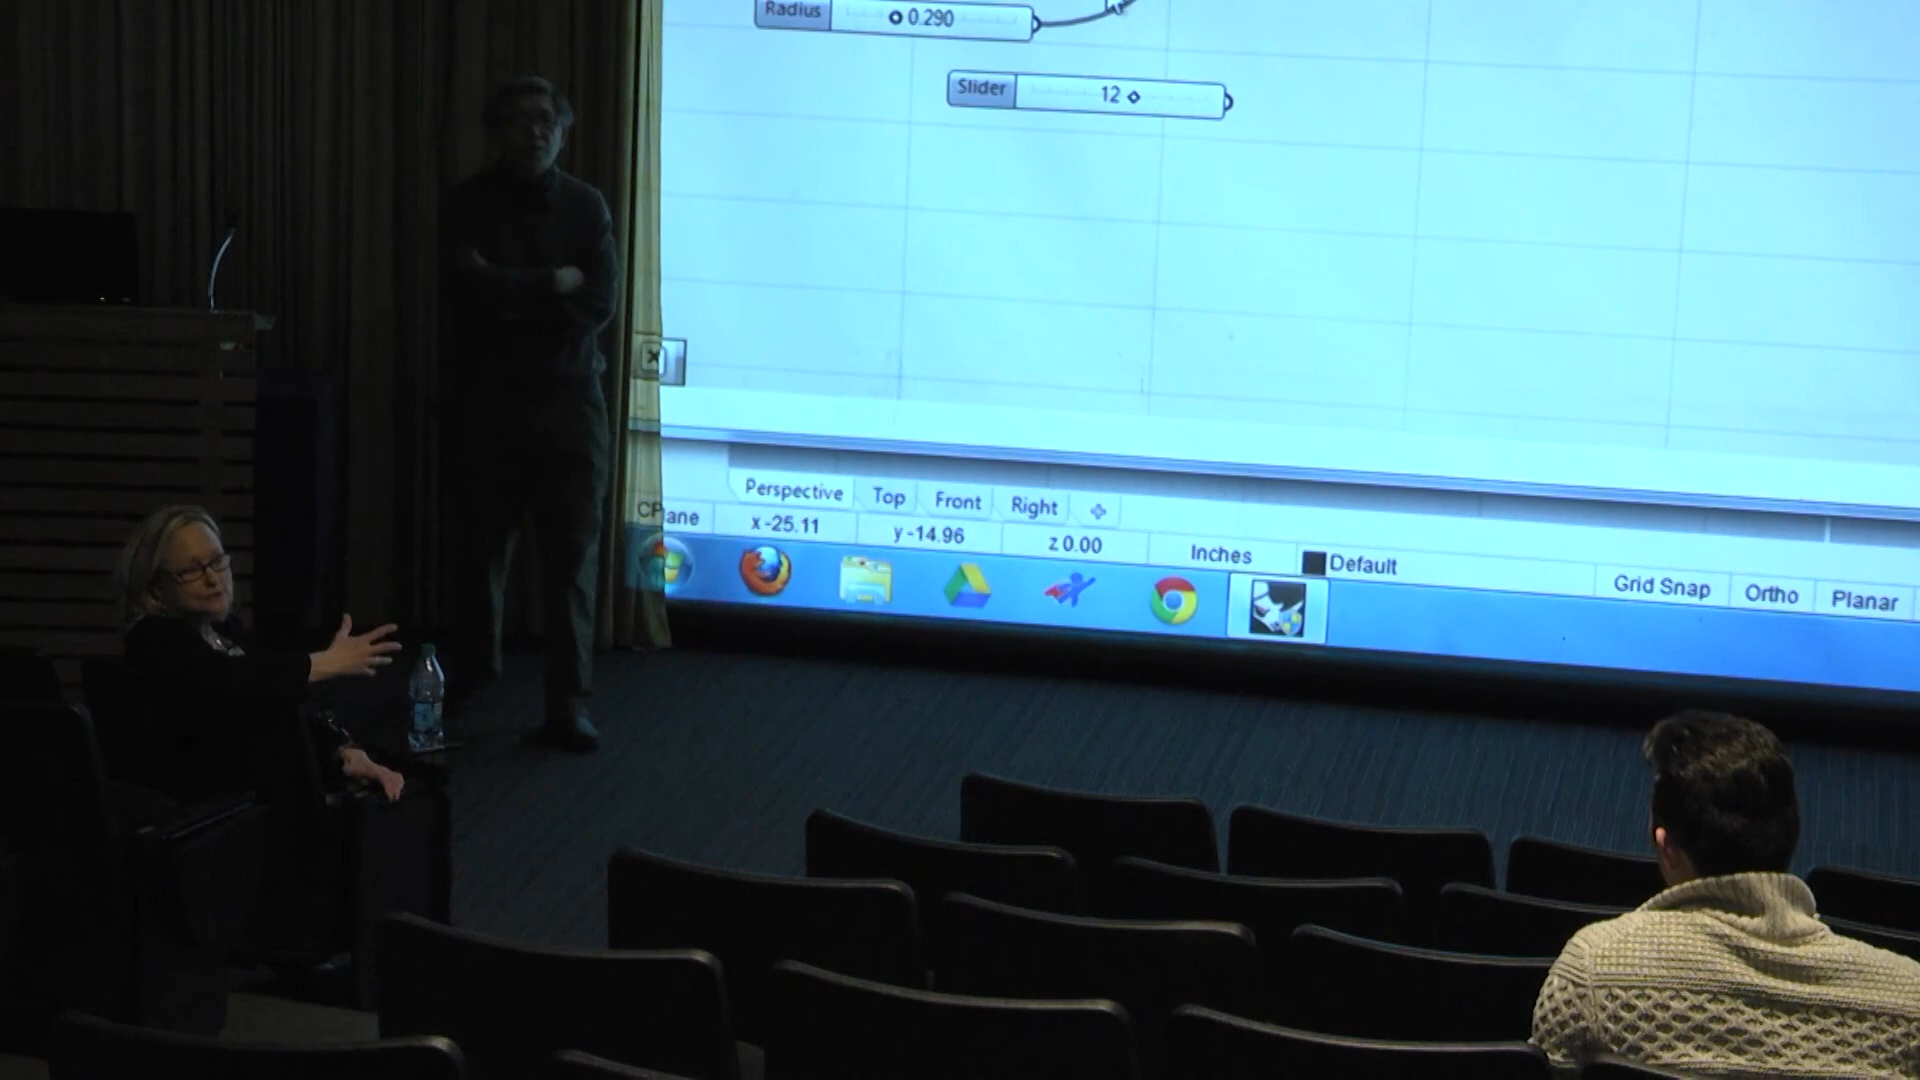 Radius 0.290
Slider 12
Perspective Top Front Right
CPlane x -25.11 y -14.96 z 0.00 Inches Default Grid Snap Ortho Planar